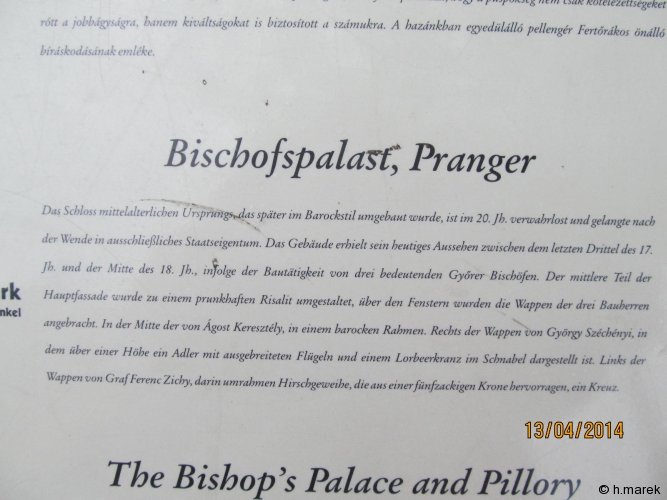 hogy a püspökség nem csak kötelezettségeket
rótt a jobbágyságra, hanem kiváltságokat is biztosított a számukra. A hazánkban egyedülálló pellengér Fertőrákos önálló
bíráskodásának emléke.
Bischofspalast, Pranger
Das Schloss mittelalterlichen Ursprungs, das später im Barockstil umgebaut wurde, ist im 20. Jh. verwahrlost und gelangte nach
der Wende in ausschließliches Staatseigentum. Das Gebäude erhielt sein heutiges Aussehen zwischen dem letzten Drittel des 17.
Jh. und der Mitte des 18. Jh., infolge der Bautätigkeit von drei bedeutenden Győrer Bischöfen. Der mittlere Teil der
Hauptfassade wurde zu einem prunkhaften Risalit umgestaltet, über den Fenstern wurden die Wappen der drei Bauherren
angebracht. In der Mitte der von Ágost Keresztély, in einem barocken Rahmen. Rechts der Wappen von György Széchényi, in
dem über einer Höhe ein Adler mit ausgebreiteten Flügeln und einem Lorbeerkranz im Schnabel dargestellt ist. Links der
Wappen von Graf Ferenc Zichy, darin umrahmen Hirschgeweihe, die aus einer fünfzackigen Krone hervorragen, ein Kreuz.
rk
nkel
13/04/2014
The Bishop's Palace and Pillory
© h.marek